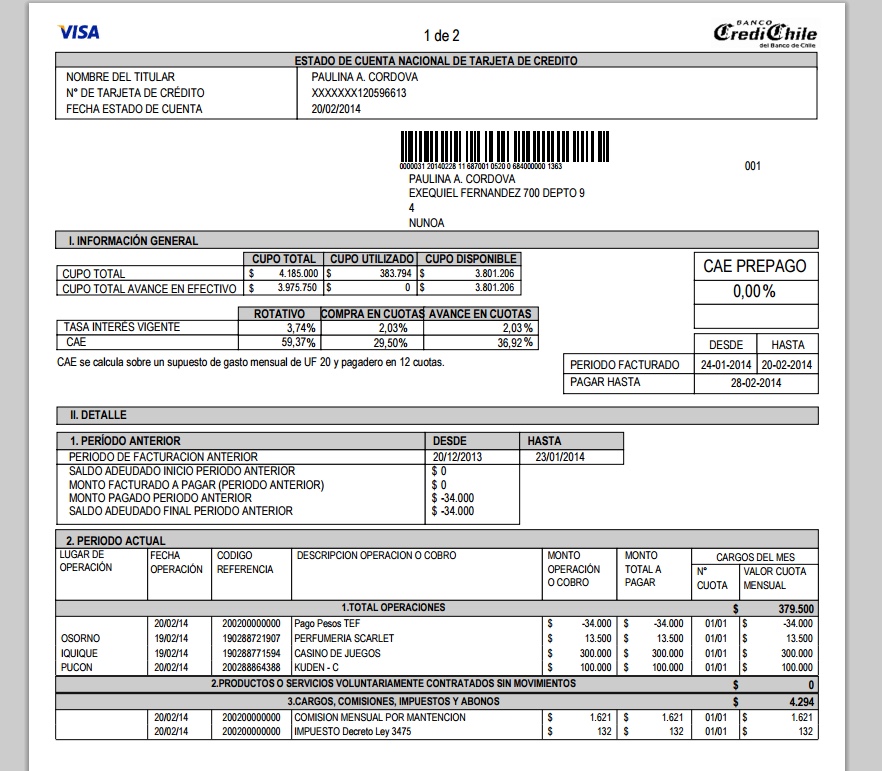 VISA
1 de 2
BANCO
CrediChile
del Banco de Chile
ESTADO DE CUENTA NACIONAL DE TARJETA DE CREDITO
NOMBRE DEL TITULAR PAULINA A. CORDOVA
N° DE TARJETA DE CRÉDITO XXXXXXX120596613
FECHA ESTADO DE CUENTA 20/02/2014
0000031 20140228 11 687001 0520 0 684000000 1363
001
PAULINA A. CORDOVA
EXEQUIEL FERNANDEZ 700 DEPTO 9
4
NUNOA
I. INFORMACIÓN GENERAL
CUPO TOTAL CUPO UTILIZADO CUPO DISPONIBLE
CUPO TOTAL $ 4.185.000 $ 383.794 $ 3.801.206
CUPO TOTAL AVANCE EN EFECTIVO $ 3.975.750 $ 0 $ 3.801.206
CAE PREPAGO
0,00%
ROTATIVO COMPRA EN CUOTAS AVANCE EN CUOTAS
TASA INTERÉS VIGENTE 3,74% 2,03% 2,03%
CAE 59,37% 29,50% 36,92%
CAE se calcula sobre un supuesto de gasto mensual de UF 20 y pagadero en 12 cuotas.
DESDE HASTA
PERIODO FACTURADO 24-01-2014 20-02-2014
PAGAR HASTA 28-02-2014
II. DETALLE
1. PERÍODO ANTERIOR DESDE HASTA
PERIODO DE FACTURACION ANTERIOR 20/12/2013 23/01/2014
SALDO ADEUDADO INICIO PERIODO ANTERIOR $ 0
MONTO FACTURADO A PAGAR (PERIODO ANTERIOR) $ 0
MONTO PAGADO PERIODO ANTERIOR $ -34.000
SALDO ADEUDADO FINAL PERIODO ANTERIOR $ -34.000
2. PERIODO ACTUAL
LUGAR DE OPERACIÓN FECHA OPERACIÓN CODIGO REFERENCIA DESCRIPCION OPERACION O COBRO MONTO OPERACIÓN O COBRO MONTO TOTAL A PAGAR CARGOS DEL MES
N° CUOTA VALOR CUOTA MENSUAL
1.TOTAL OPERACIONES $ 379.500
20/02/14 200200000000 Pago Pesos TEF $ -34.000 $ -34.000 01/01 $ -34.000
OSORNO 19/02/14 190288721907 PERFUMERIA SCARLET $ 13.500 $ 13.500 01/01 $ 13.500
IQUIQUE 19/02/14 190288771594 CASINO DE JUEGOS $ 300.000 $ 300.000 01/01 $ 300.000
PUCON 20/02/14 200288864388 KUDEN - C $ 100.000 $ 100.000 01/01 $ 100.000
2.PRODUCTOS O SERVICIOS VOLUNTARIAMENTE CONTRATADOS SIN MOVIMIENTOS $ 0
3.CARGOS, COMISIONES, IMPUESTOS Y ABONOS $ 4.294
20/02/14 200200000000 COMISION MENSUAL POR MANTENCION $ 1.621 $ 1.621 01/01 $ 1.621
20/02/14 200200000000 IMPUESTO Decreto Ley 3475 $ 132 $ 132 01/01 $ 132